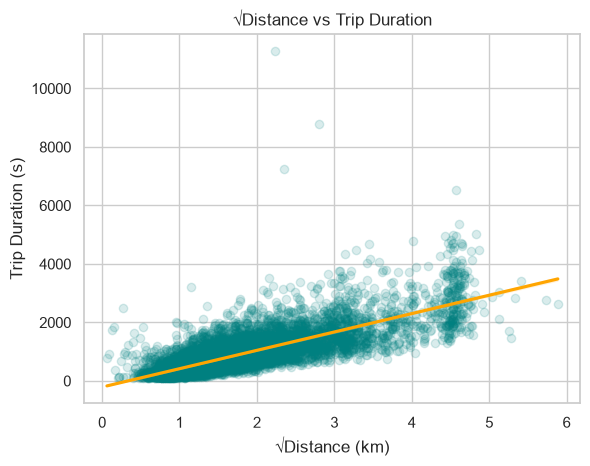 √Distance vs Trip Duration
10000
8000
6000
4000
2000
0
Trip Duration (s)
0 1 2 3 4 5 6
√Distance (km)